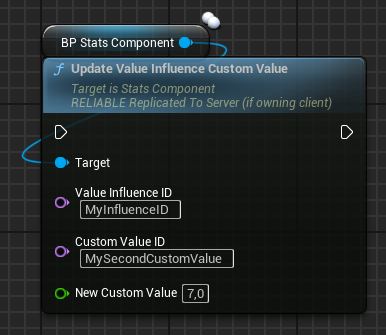 BP Stats Component
Update Value Influence Custom Value
Target is Stats Component
RELIABLE Replicated To Server (if owning client)
Target
Value Influence ID
MyInfluenceID
Custom Value ID
MySecondCustomValue
New Custom Value 7,0